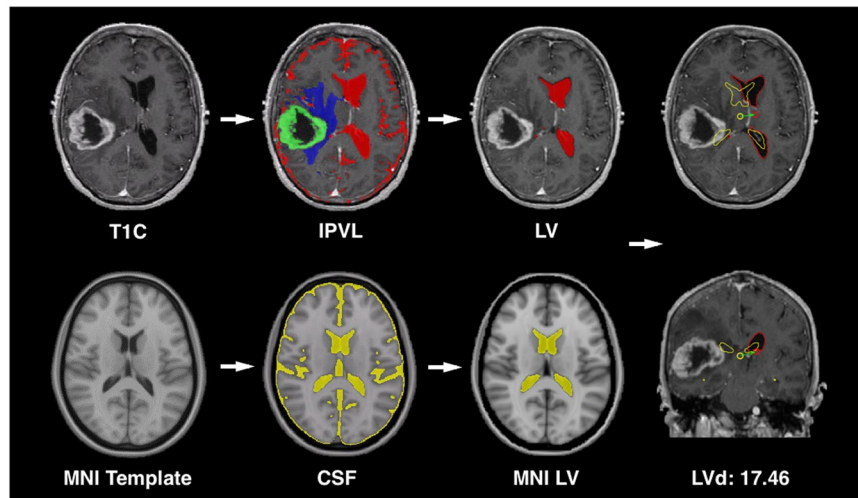 T1C
IPVL
LV
MNI Template
CSF
MNI LV
LVd: 17.46